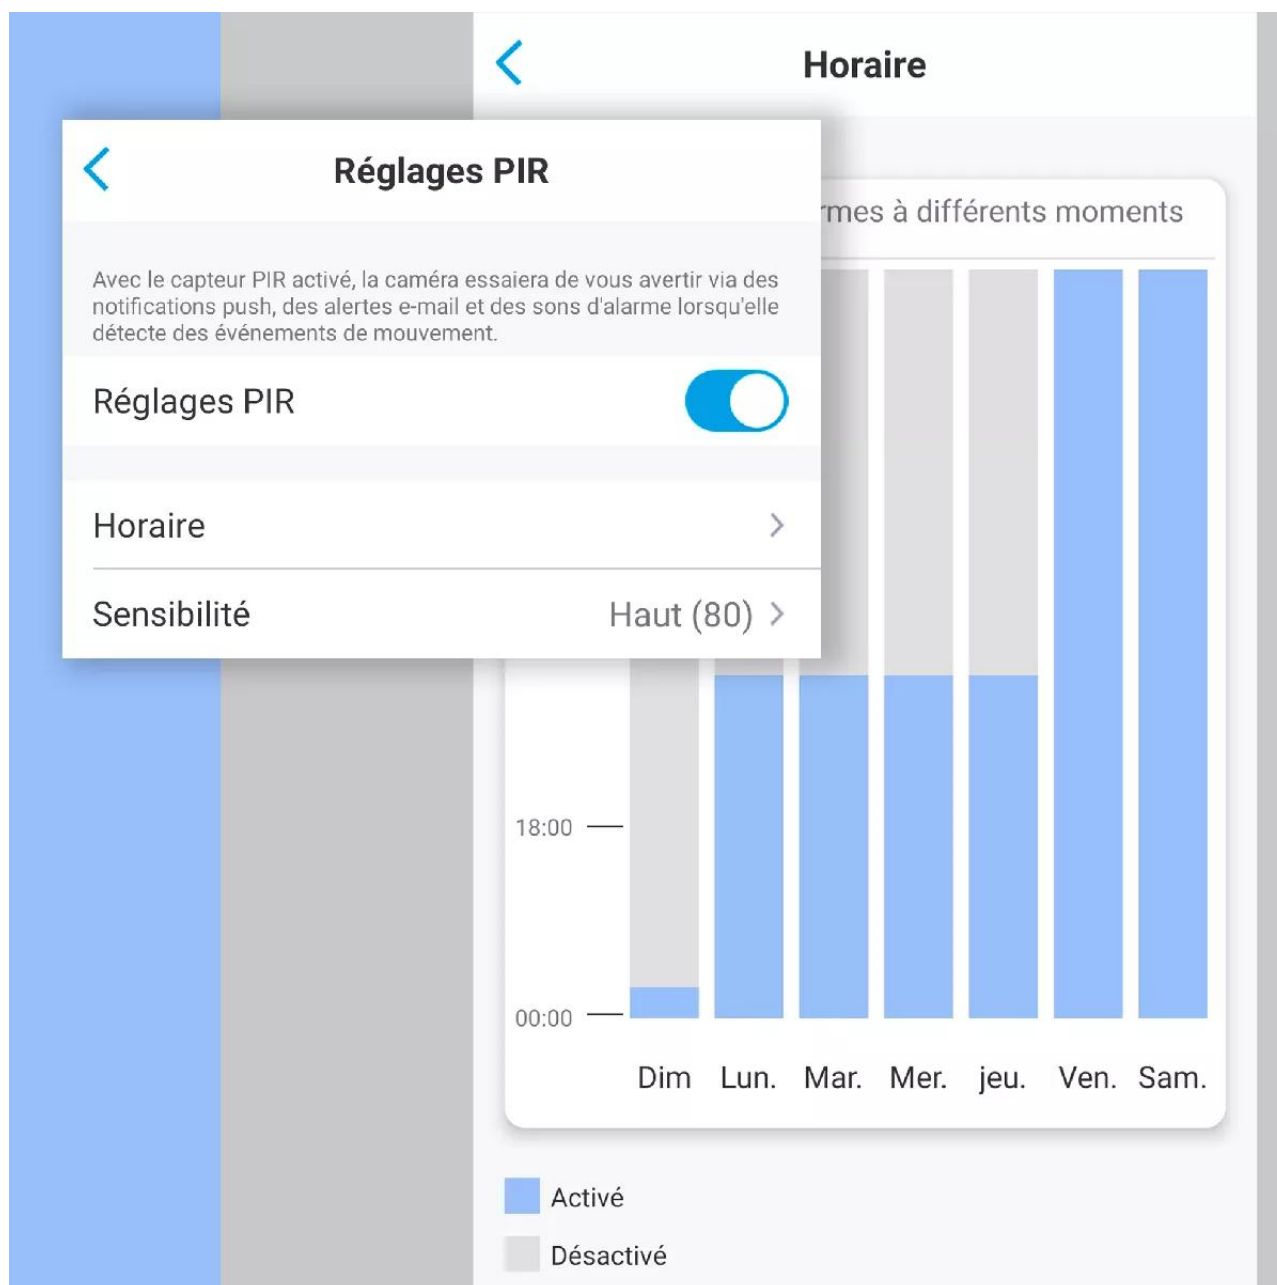 Horaire
Réglages PIR
mes à différents moments
Avec le capteur PIR activé, la caméra essaiera de vous avertir via des
notifications push, des alertes e-mail et des sons d'alarme lorsqu'elle
détecte des événements de mouvement.
Réglages PIR
Horaire
Sensibilité Haut (80)
18:00
00:00
Dim Lun. Mar. Mer. jeu. Ven. Sam.
Activé
Désactivé